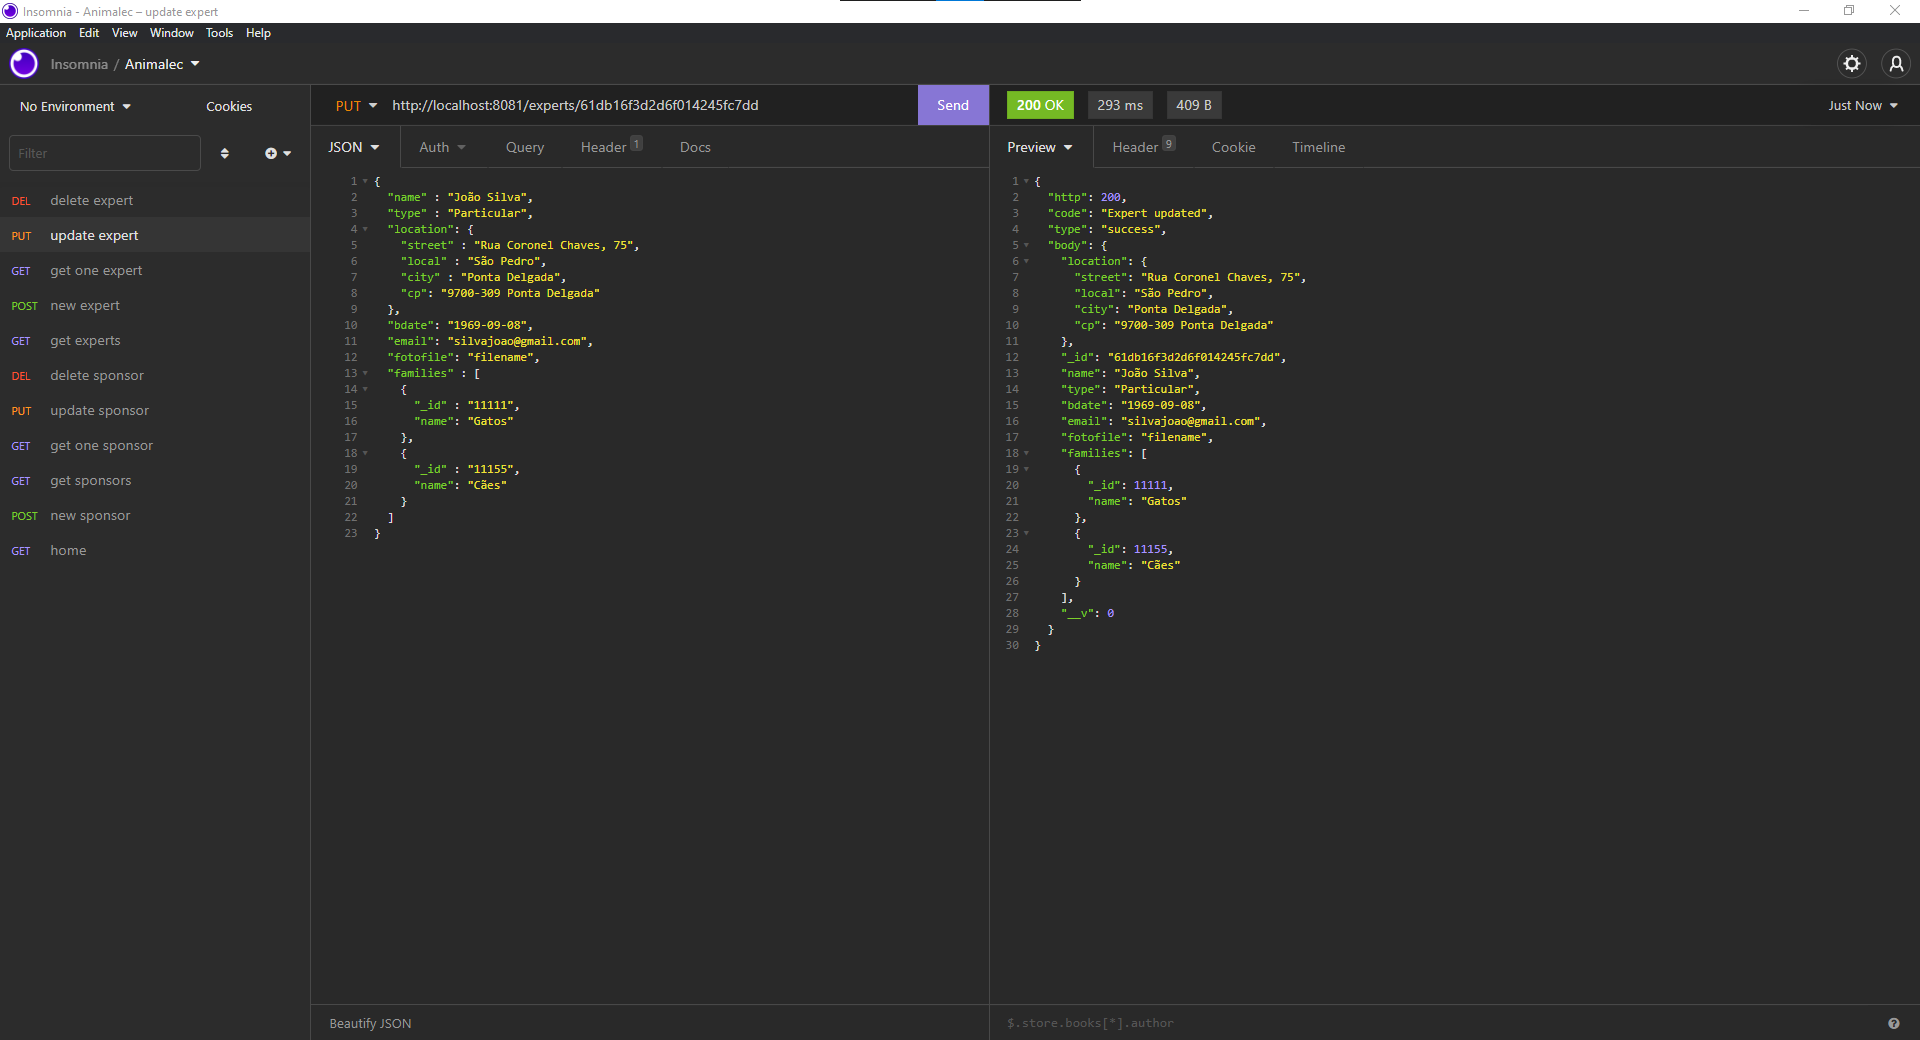 Insomnia - Animalec – update expert
Application Edit View Window Tools Help
Insomnia / Animalec
No Environment Cookies
Filter
DEL delete expert
PUT update expert
GET get one expert
POST new expert
GET get experts
DEL delete sponsor
PUT update sponsor
GET get one sponsor
GET get sponsors
POST new sponsor
GET home
PUT http://localhost:8081/experts/61db16f3d2d6f014245fc7dd Send
JSON Auth Query Header 1 Docs
1 {
2 "name" : "João Silva",
3 "type" : "Particular",
4 "location": {
5 "street" : "Rua Coronel Chaves, 75",
6 "local" : "São Pedro",
7 "city" : "Ponta Delgada",
8 "cp": "9700-309 Ponta Delgada"
9 },
10 "bdate": "1969-09-08",
11 "email": "silvajoao@gmail.com",
12 "fotofile": "filename",
13 "families" : [
14 {
15 "_id" : "11111",
16 "name": "Gatos"
17 },
18 {
19 "_id" : "11155",
20 "name": "Cães"
21 }
22 ]
23 }
Beautify JSON
200 OK 293 ms 409 B Just Now
Preview Header 9 Cookie Timeline
1 {
2 "http": 200,
3 "code": "Expert updated",
4 "type": "success",
5 "body": {
6 "location": {
7 "street": "Rua Coronel Chaves, 75",
8 "local": "São Pedro",
9 "city": "Ponta Delgada",
10 "cp": "9700-309 Ponta Delgada"
11 },
12 "_id": "61db16f3d2d6f014245fc7dd",
13 "name": "João Silva",
14 "type": "Particular",
15 "bdate": "1969-09-08",
16 "email": "silvajoao@gmail.com",
17 "fotofile": "filename",
18 "families": [
19 {
20 "_id": 11111,
21 "name": "Gatos"
22 },
23 {
24 "_id": 11155,
25 "name": "Cães"
26 }
27 ],
28 "__v": 0
29 }
30 }
$.store.books[*].author